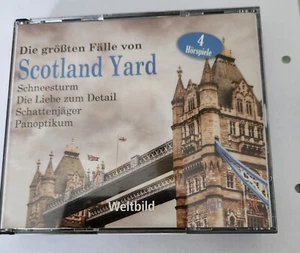 Die größten Fälle von
Scotland Yard
4
Hörspiele
Schneesturm
Die Liebe zum Detail
Schattenjäger
Panoptikum
Weltbild